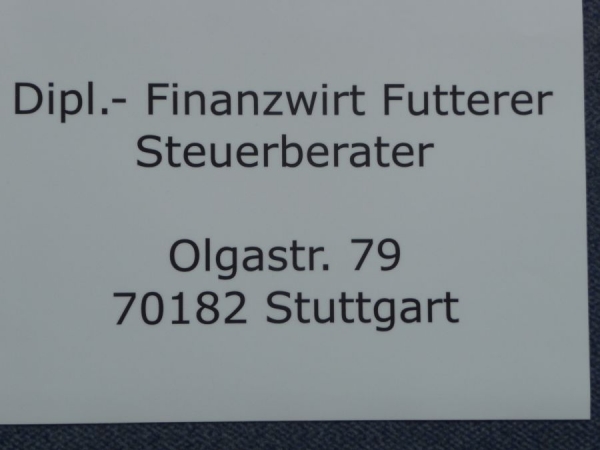 Dipl.- Finanzwirt Futterer
Steuerberater
Olgastr. 79
70182 Stuttgart